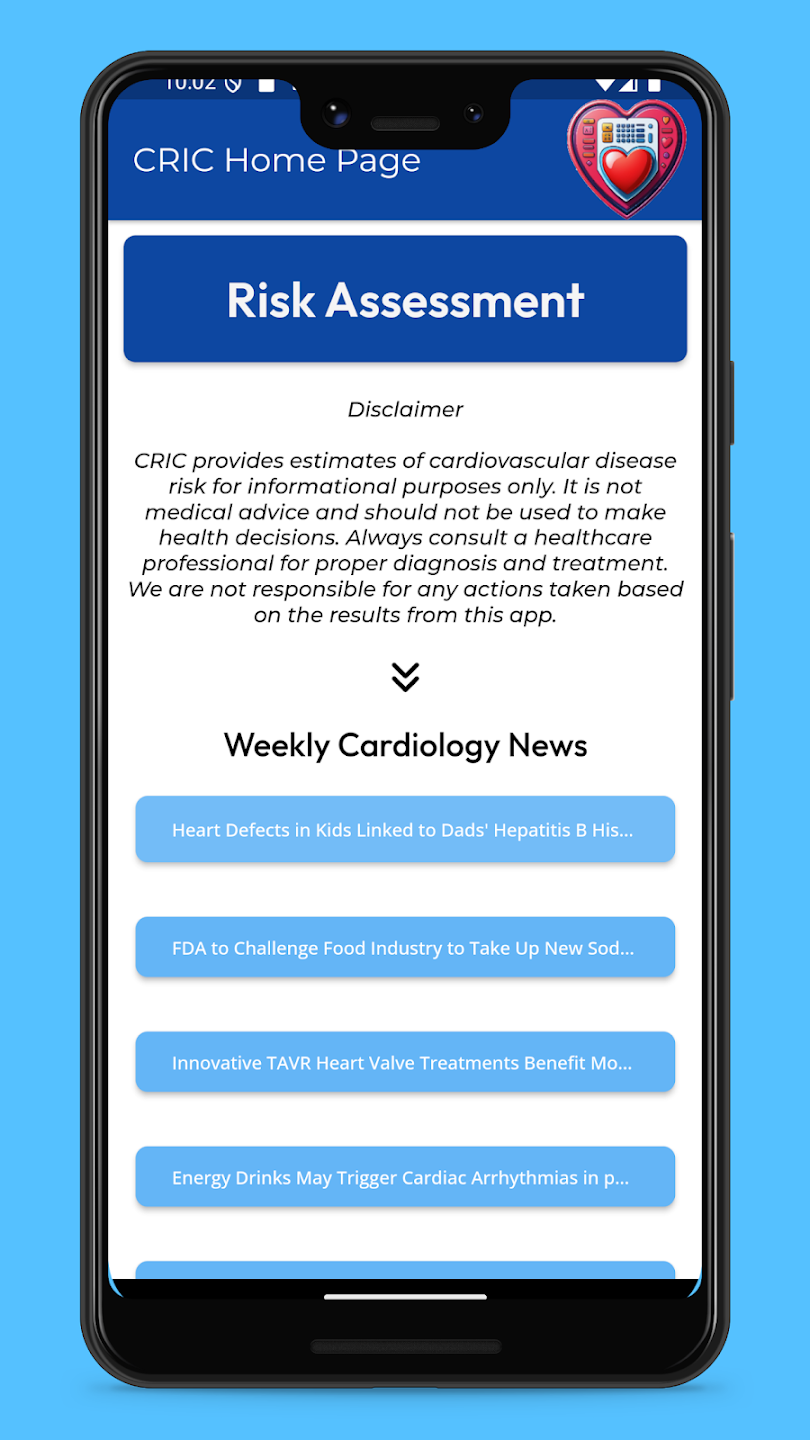 10:02
CRIC Home Page
Risk Assessment
Disclaimer
CRIC provides estimates of cardiovascular disease
risk for informational purposes only. It is not
medical advice and should not be used to make
health decisions. Always consult a healthcare
professional for proper diagnosis and treatment.
We are not responsible for any actions taken based
on the results from this app.
Weekly Cardiology News
Heart Defects in Kids Linked to Dads' Hepatitis B His...
FDA to Challenge Food Industry to Take Up New Sod...
Innovative TAVR Heart Valve Treatments Benefit Mo...
Energy Drinks May Trigger Cardiac Arrhythmias in p...